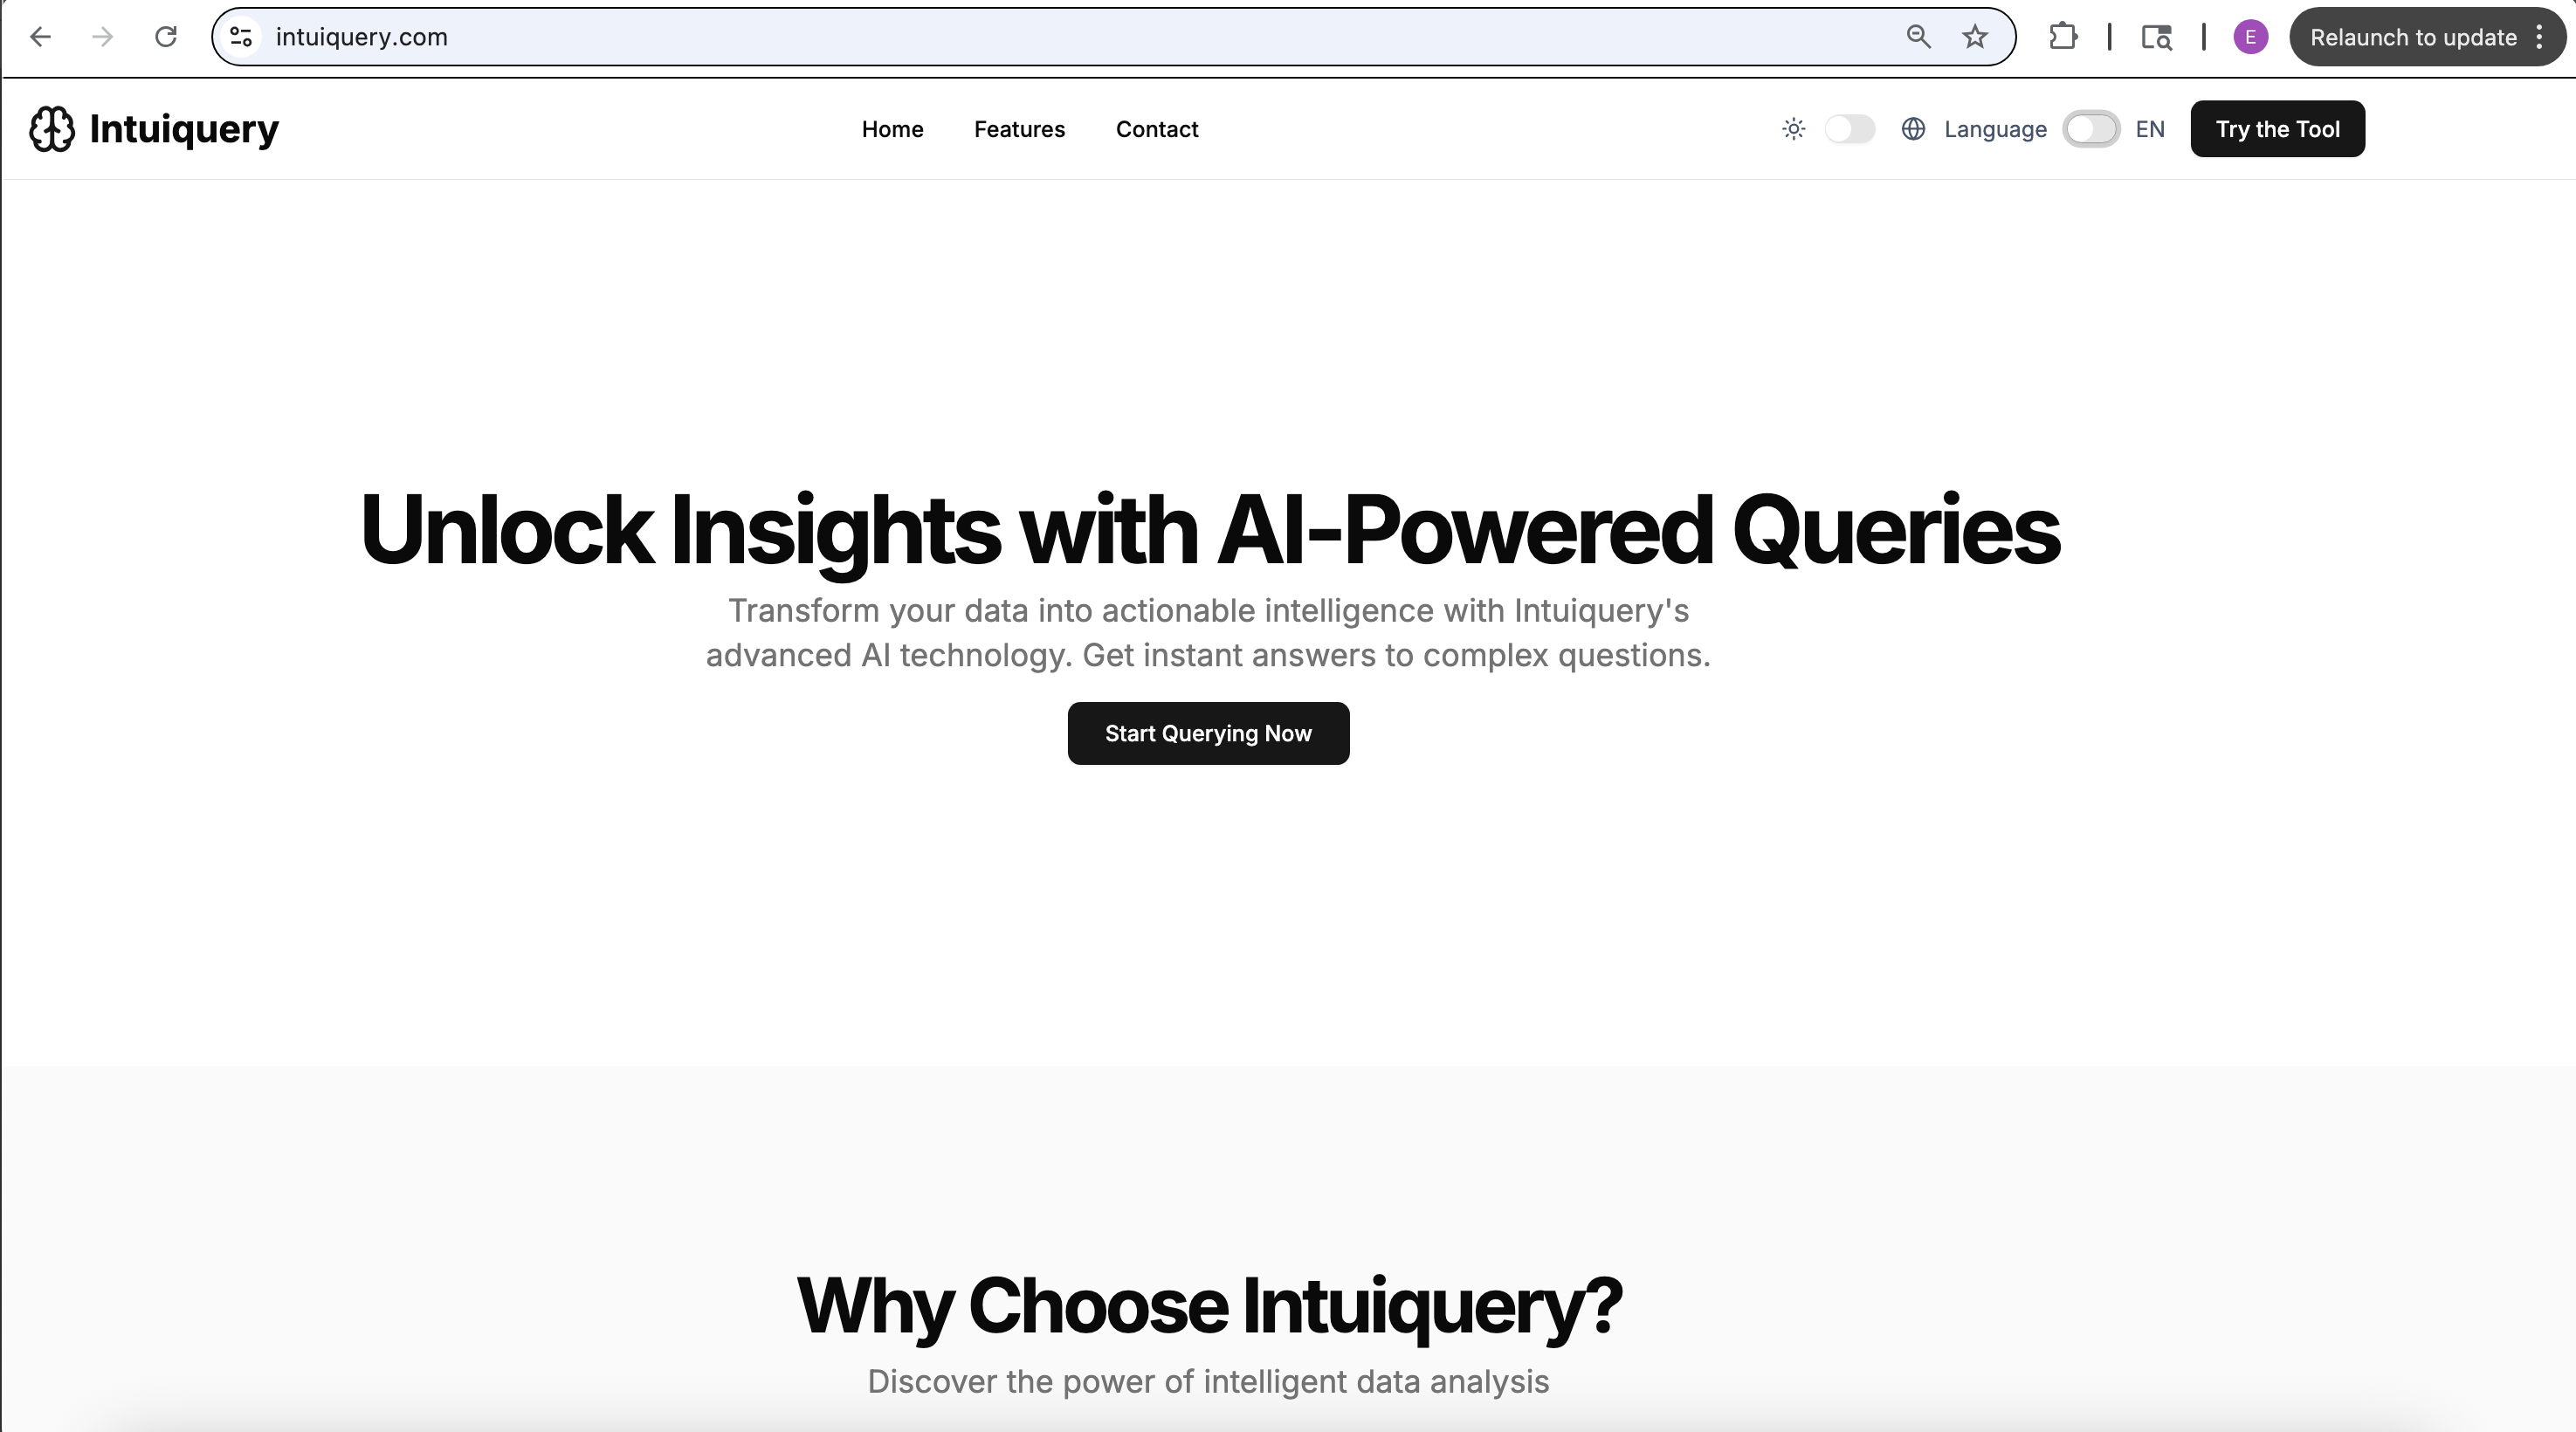 intuiquery.com
E
Relaunch to update
Intuiquery
Home
Features
Contact
Language
EN
Try the Tool
Unlock Insights with AI-Powered Queries
Transform your data into actionable intelligence with Intuiquery's
advanced AI technology. Get instant answers to complex questions.
Start Querying Now
Why Choose Intuiquery?
Discover the power of intelligent data analysis